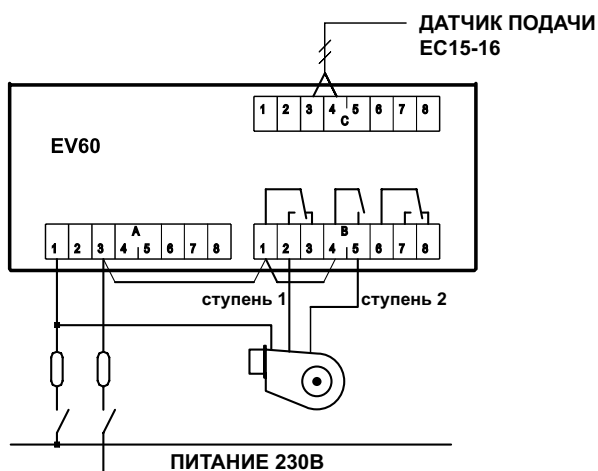 ДАТЧИК ПОДАЧИ
EC15-16
1 2 3 4 5 6 7 8
C
EV60
A
B
1 2 3 4 5 6 7 8
1 2 3 4 5 6 7 8
ступень 1
ступень 2
ПИТАНИЕ 230В